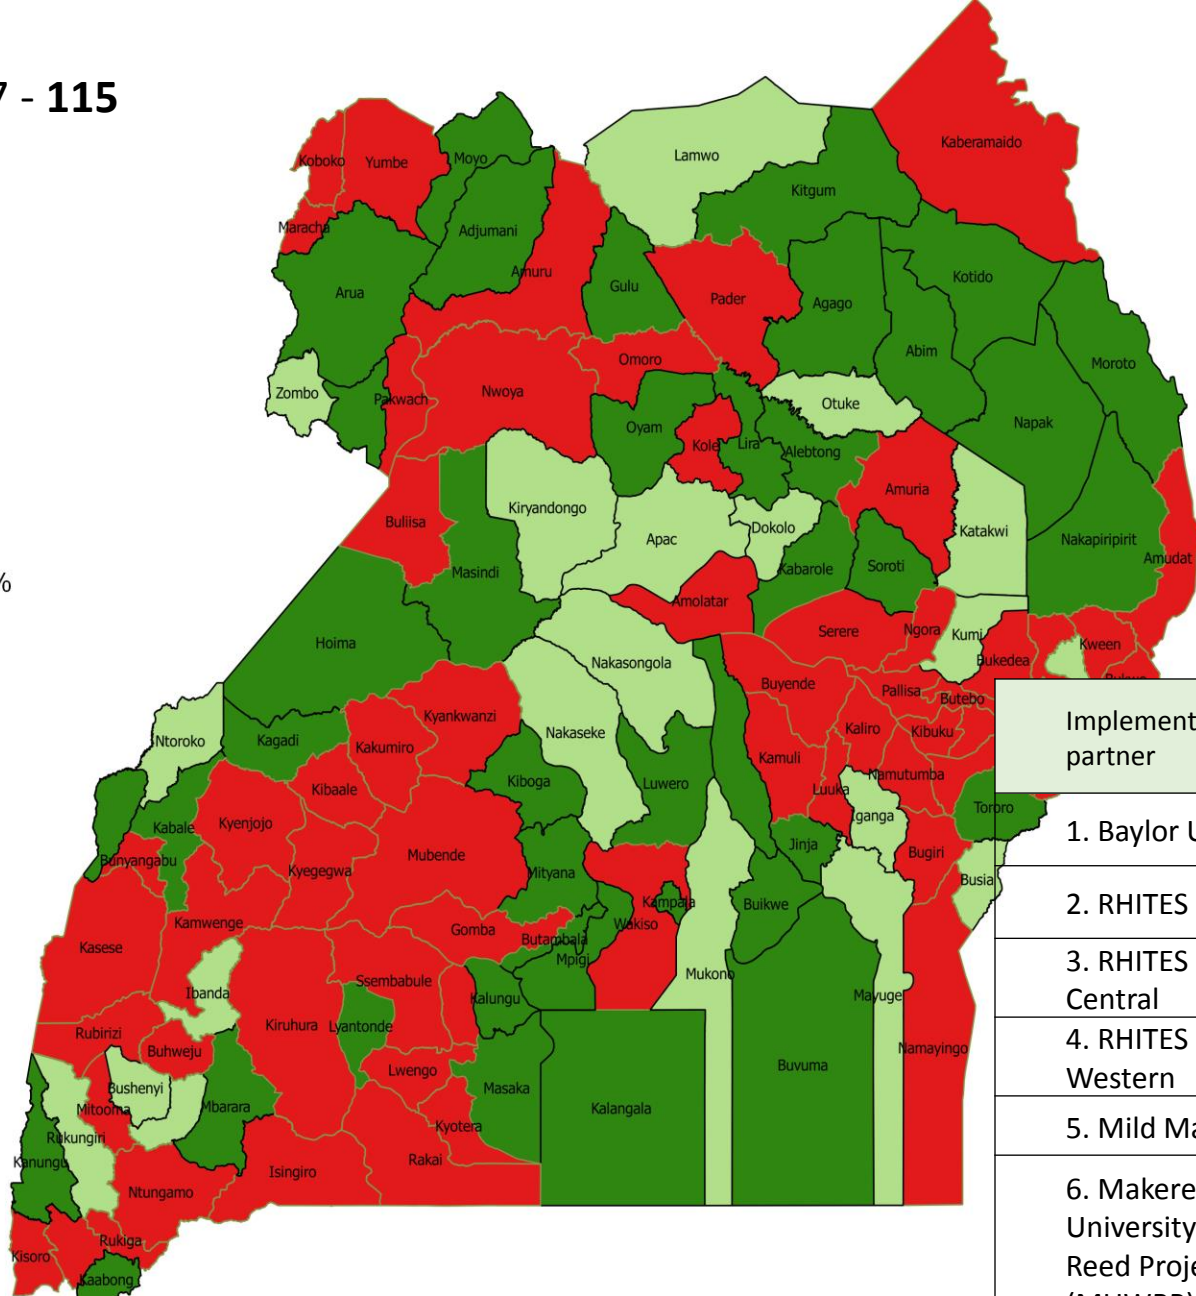 7 - 115
%
Kaberamaido
Lamwo
Koboko
Yumbe
Moyo
Kitgum
Maracha
Adjumani
Amuru
Arua
Gulu
Pader
Agago
Kotido
Abim
Moroto
Omoro
Zombo
Pakwach
Nwoya
Otuke
Napak
Oyam
Kole
Lira
Alebtong
Amuria
Kiryandongo
Buliisa
Apac
Dokolo
Katakwi
Nakapiripirit
Amudat
Masindi
Kabarole
Soroti
Amolatar
Serere
Ngora
Kumi
Kween
Hoima
Nakasongola
Bukedea
Buyende
Pallisa
Butebo
Kyankwanzi
Ntoroko
Kagadi
Kakumiro
Nakaseke
Kaliro
Kibuku
Kamuli
Kibaale
Kiboga
Luwero
Luuka
Namutumba
Iganga
Tororo
Kabale
Kyenjojo
Jinja
Bugiri
Bunyangabu
Kyegegwa
Mubende
Mityana
Busia
Kampala
Buikwe
Kamwenge
Gomba
Wakiso
Butambala
Kasese
Mpigi
Ssembabule
Mukono
Ibanda
Kalungu
Mayuge
Rubirizi
Kiruhura
Lyantonde
Buhweju
Namayingo
Lwengo
Buvuma
Bushenyi
Mbarara
Masaka
Mitooma
Kalangala
Rukungiri
Kyotera
Kanungu
Isingiro
Rakai
Ntungamo
Rukiga
Kisoro
Kaabong
Implement
partner
1. Baylor U
2. RHITES
3. RHITES
Central
4. RHITES
Western
5. Mild Ma
6. Makere
University
Reed Proje